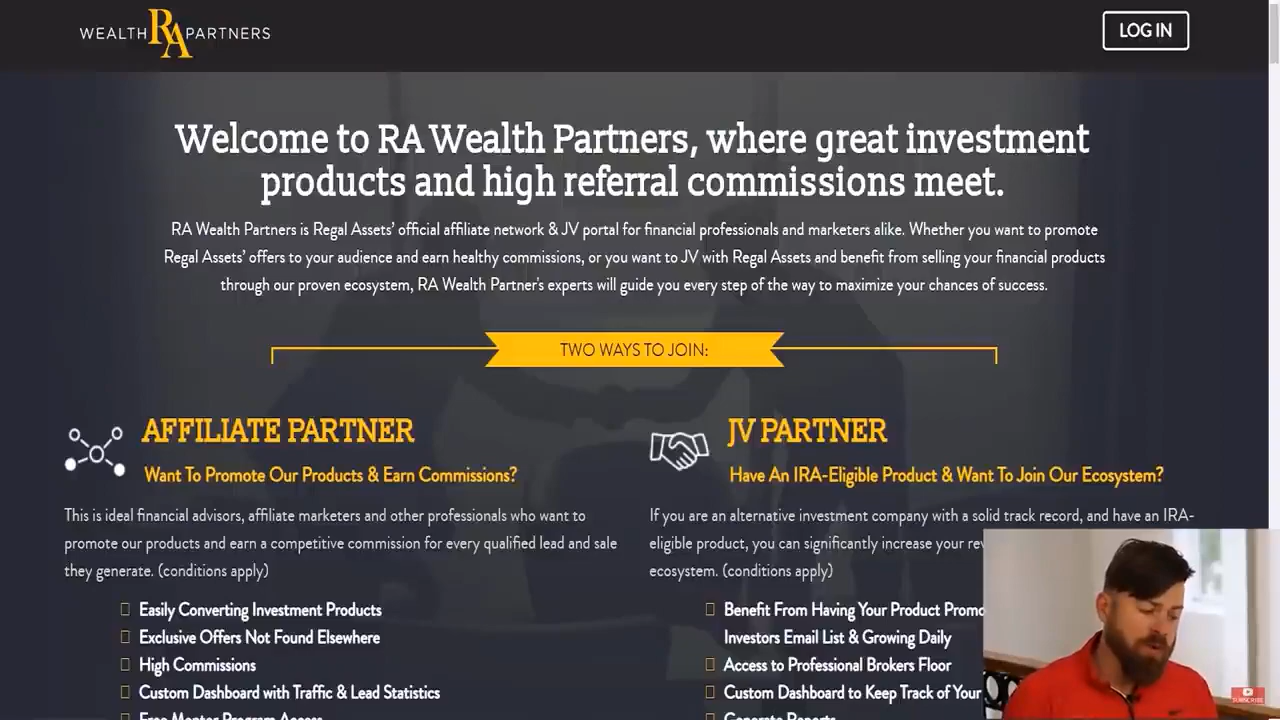 WEALTH RA PARTNERS
LOG IN
Welcome to RA Wealth Partners, where great investment
products and high referral commissions meet.
RA Wealth Partners is Regal Assets' official affiliate network & JV portal for financial professionals and marketers alike. Whether you want to promote
Regal Assets' offers to your audience and earn healthy commissions, or you want to JV with Regal Assets and benefit from selling your financial products
through our proven ecosystem, RA Wealth Partner's experts will guide you every step of the way to maximize your chances of success.
TWO WAYS TO JOIN:
AFFILIATE PARTNER
Want To Promote Our Products & Earn Commissions?
This is ideal financial advisors, affiliate marketers and other professionals who want to
promote our products and earn a competitive commission for every qualified lead and sale
they generate. (conditions apply)
Easily Converting Investment Products
Exclusive Offers Not Found Elsewhere
High Commissions
Custom Dashboard with Traffic & Lead Statistics
Free Mentor Program Access
JV PARTNER
Have An IRA-Eligible Product & Want To Join Our Ecosystem?
If you are an alternative investment company with a solid track record, and have an IRA-
eligible product, you can significantly increase your rev
ecosystem. (conditions apply)
Benefit From Having Your Product Promo
Investors Email List & Growing Daily
Access to Professional Brokers Floor
Custom Dashboard to Keep Track of Your
Generate Reports
SUBSCRIBE